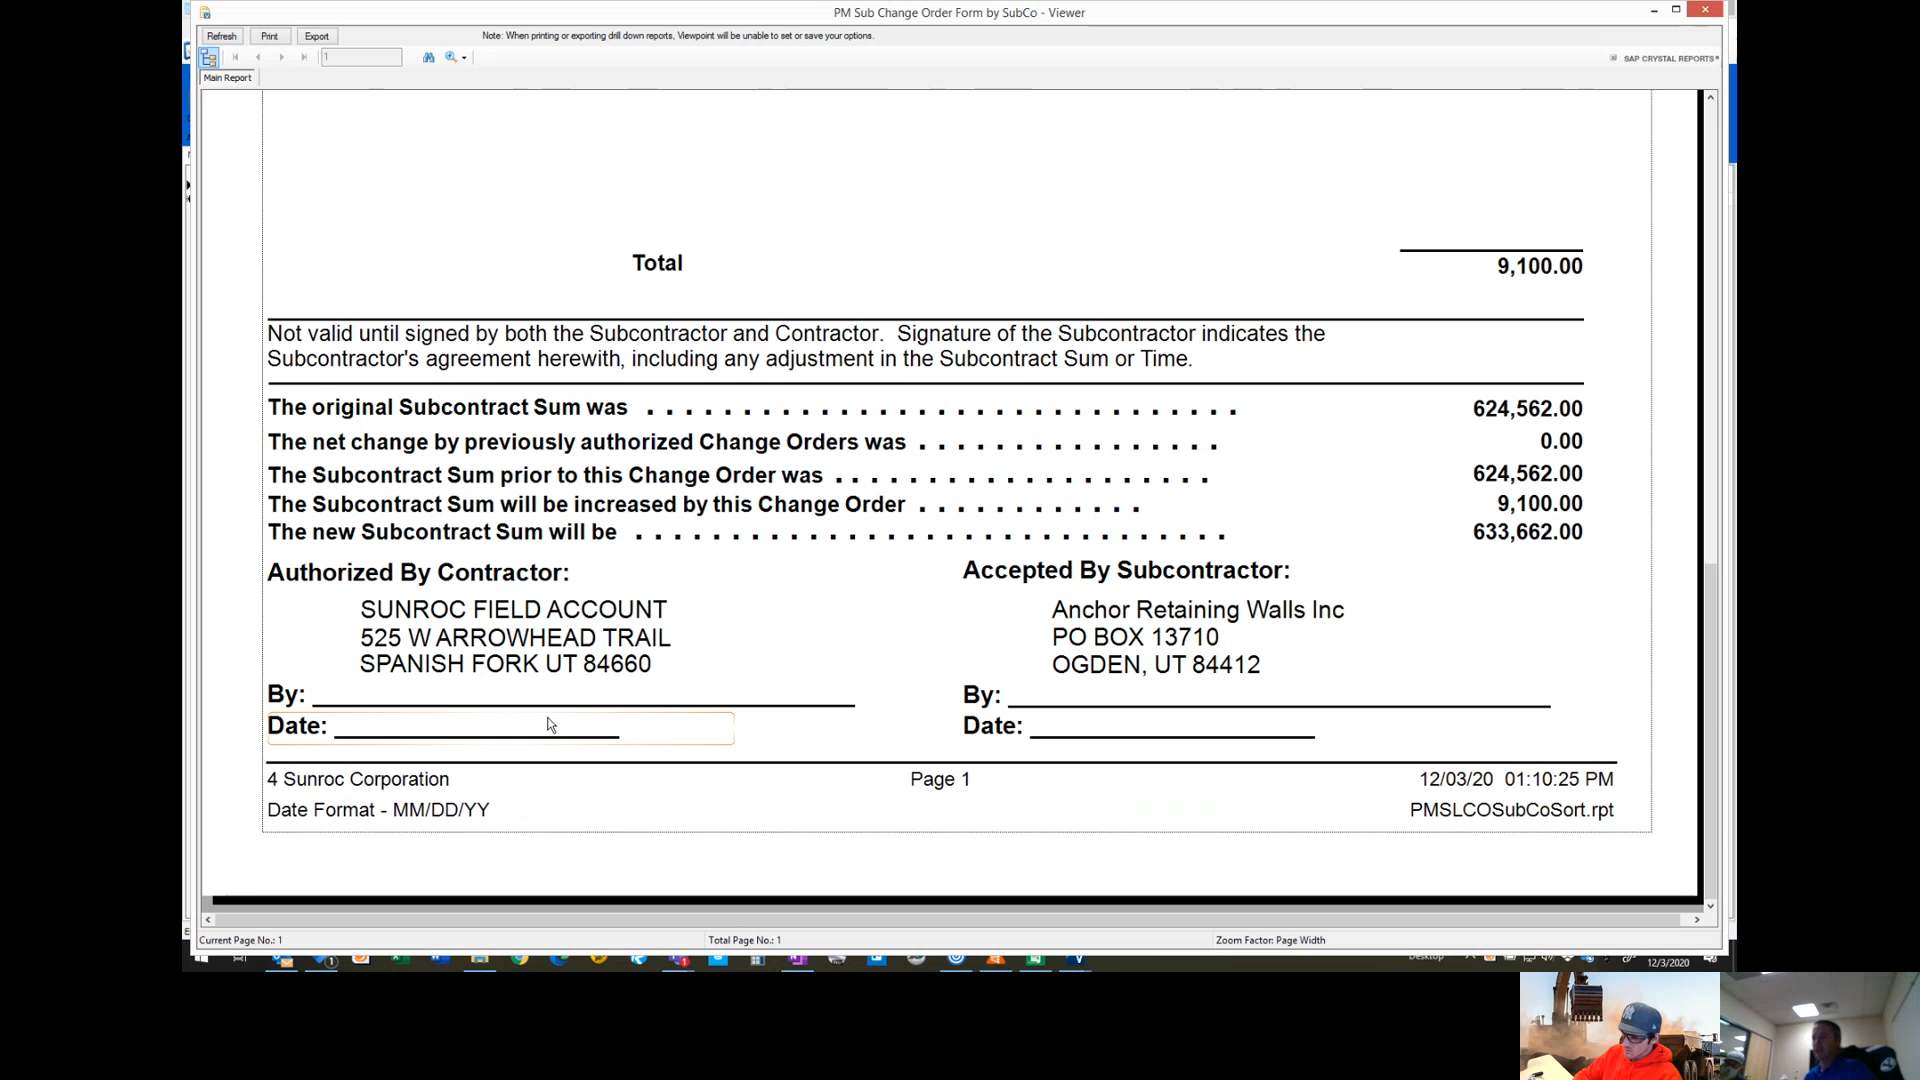 PM Sub Change Order Form by SubCo - Viewer
Refresh Print Export Note: When printing or exporting drill down reports, Viewpoint will be unable to set or save your options.
1 SAP CRYSTAL REPORTS®
Main Report
Total 9,100.00
Not valid until signed by both the Subcontractor and Contractor. Signature of the Subcontractor indicates the
Subcontractor's agreement herewith, including any adjustment in the Subcontract Sum or Time.
The original Subcontract Sum was . . . . . . . . . . . . . . . . . . . . . . . . . . . . . . . 624,562.00
The net change by previously authorized Change Orders was . . . . . . . . . . . . . . . . 0.00
The Subcontract Sum prior to this Change Order was . . . . . . . . . . . . . . . . . . . . 624,562.00
The Subcontract Sum will be increased by this Change Order . . . . . . . . . . . . 9,100.00
The new Subcontract Sum will be . . . . . . . . . . . . . . . . . . . . . . . . . . . . . . . 633,662.00
Authorized By Contractor: Accepted By Subcontractor:
SUNROC FIELD ACCOUNT Anchor Retaining Walls Inc
525 W ARROWHEAD TRAIL PO BOX 13710
SPANISH FORK UT 84660 OGDEN, UT 84412
By: By:
Date: Date:
4 Sunroc Corporation Page 1 12/03/20 01:10:25 PM
Date Format - MM/DD/YY PMSLCOSubCoSort.rpt
Current Page No.: 1 Total Page No.: 1 Zoom Factor: Page Width
Desktop
12/3/2020